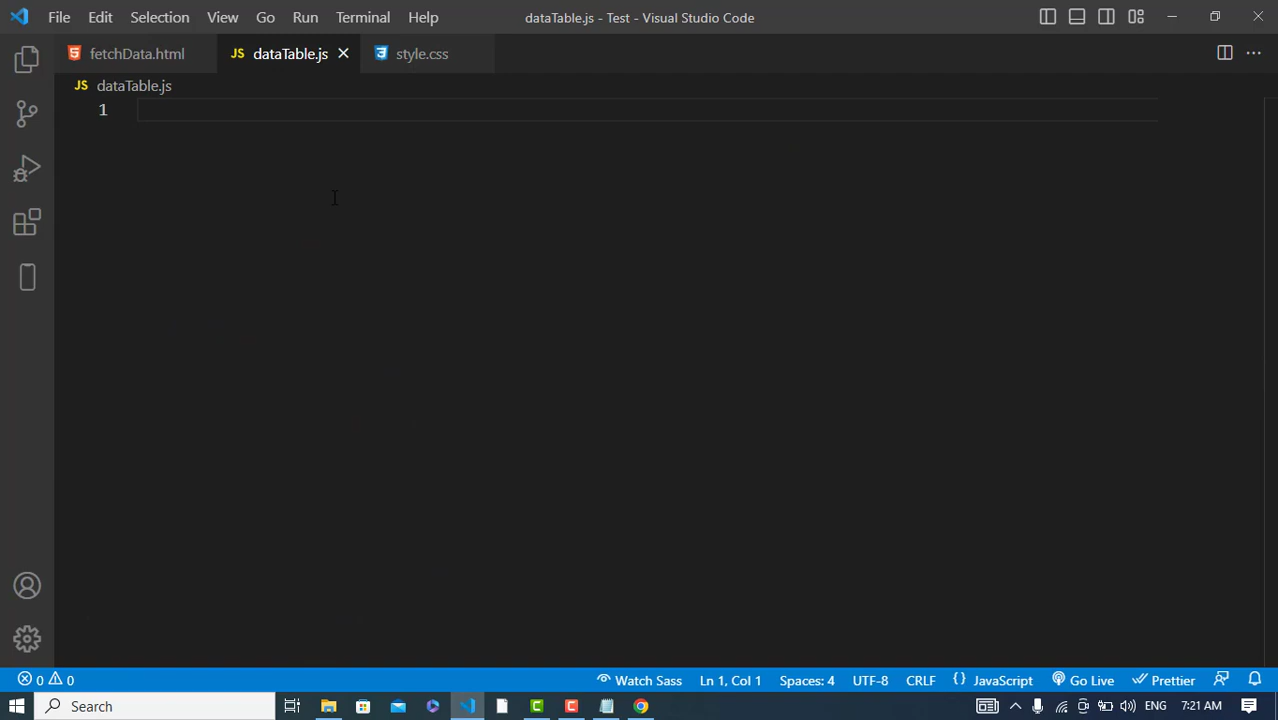 File Edit Selection View Go Run Terminal Help dataTable.js - Test - Visual Studio Code
fetchData.html JS dataTable.js style.css
JS dataTable.js
1
0 0 Watch Sass Ln 1, Col 1 Spaces: 4 UTF-8 CRLF {} JavaScript Go Live Prettier
Search ENG 7:21 AM